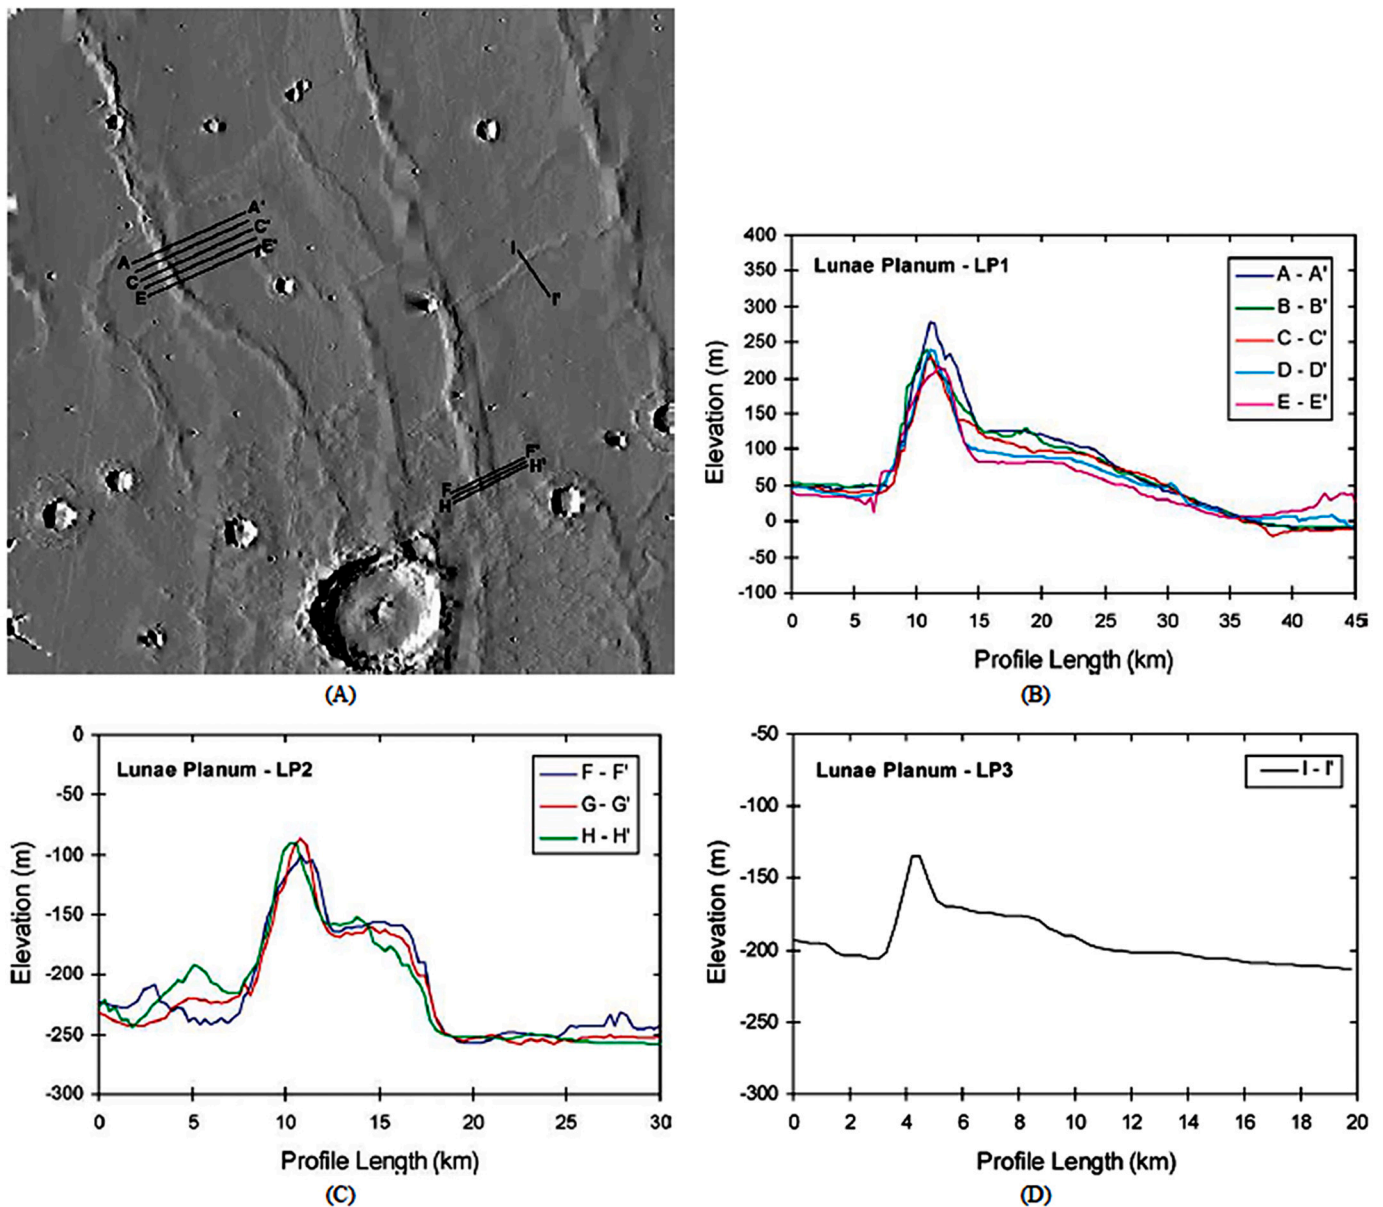 A'
C'
E'
A
C
E
I
I'
F'
H'
F
H
(A)
Lunae Planum - LP1
A - A'
B - B'
C - C'
D - D'
E - E'
Elevation (m)
400
350
300
250
200
150
100
50
0
-50
-100
0 5 10 15 20 25 30 35 40 45
Profile Length (km)
(B)
Lunae Planum - LP2
F - F'
G - G'
H - H'
Elevation (m)
0
-50
-100
-150
-200
-250
-300
0 5 10 15 20 25 30
Profile Length (km)
(C)
Lunae Planum - LP3
I - I'
Elevation (m)
-50
-100
-150
-200
-250
-300
0 2 4 6 8 10 12 14 16 18 20
Profile Length (km)
(D)